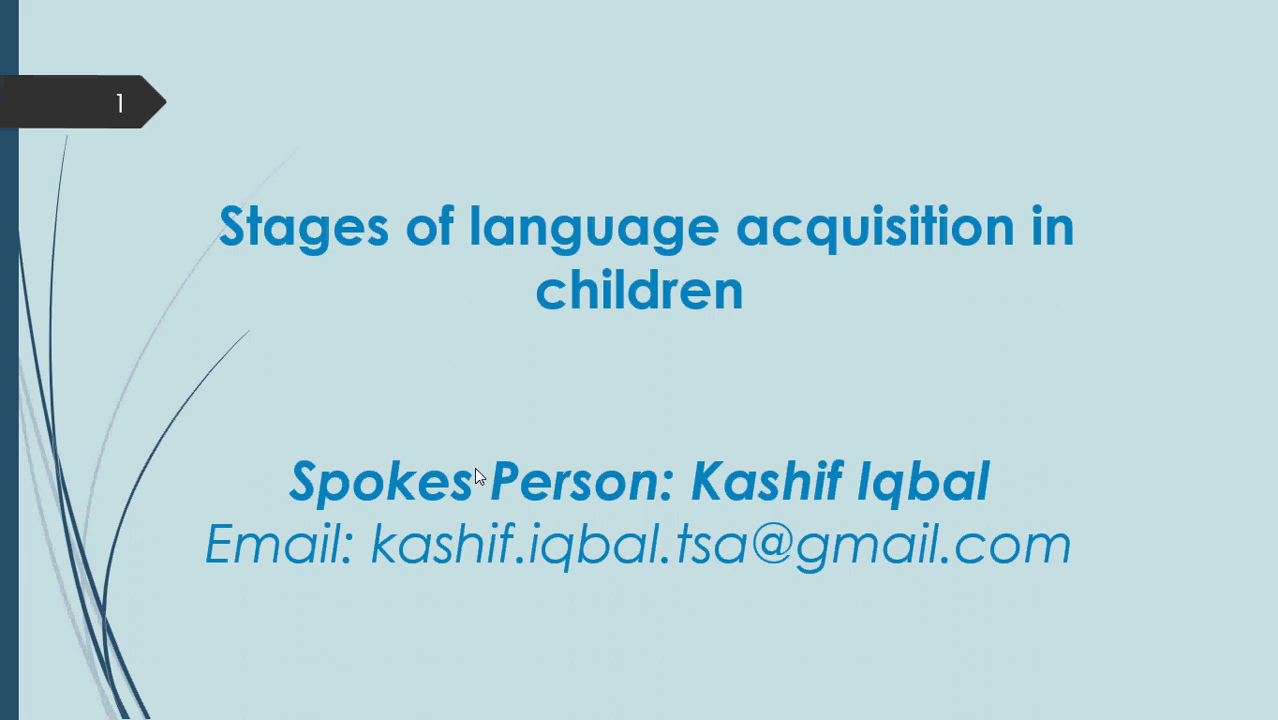 1
Stages of language acquisition in
children
Spokes Person: Kashif Iqbal
Email: kashif.iqbal.tsa@gmail.com